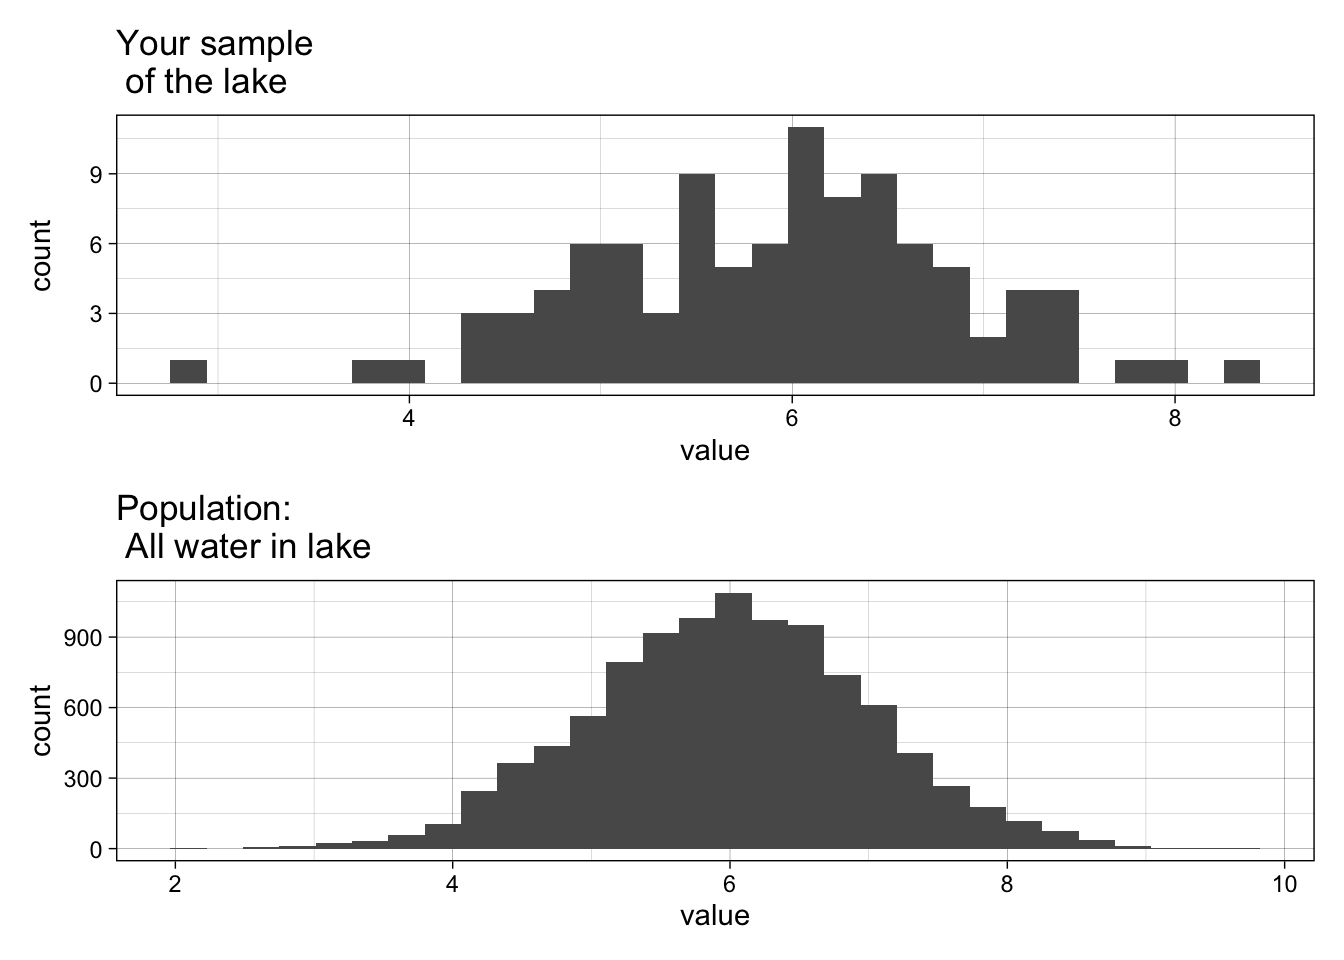 Your sample
of the lake
9
6
3
0
count
4 6 8
value
Population:
All water in lake
900
600
300
0
count
2 4 6 8 10
value